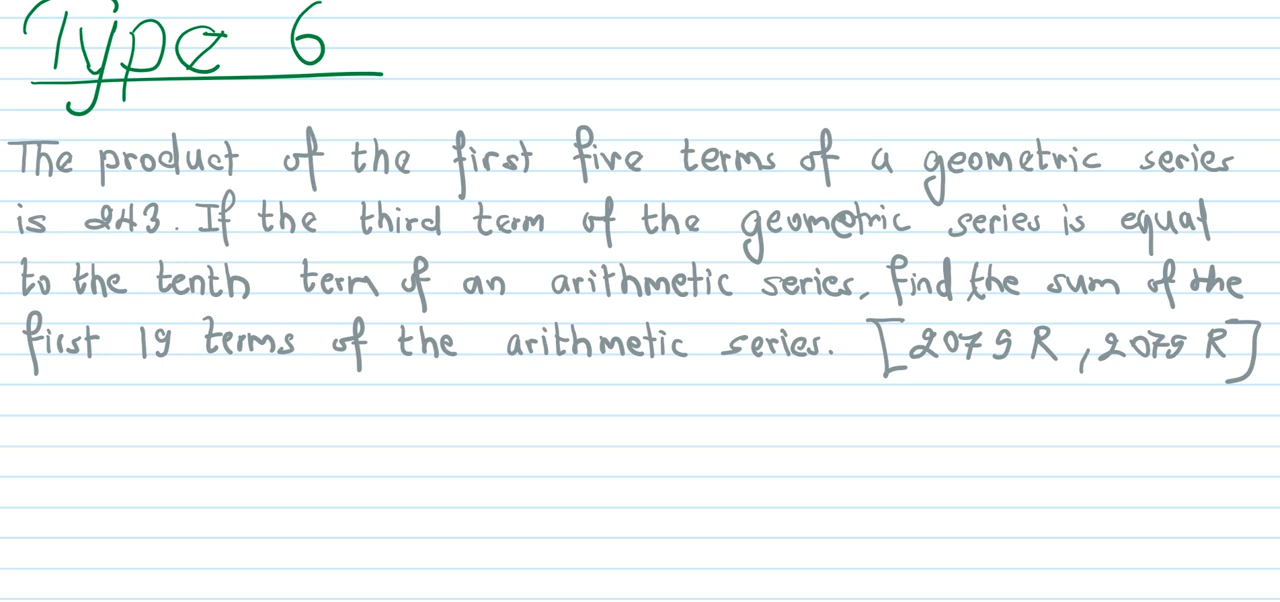 Type 6
The product of the first five terms of a geometric series
is 243. If the third term of the geometric series is equal
to the tenth term of an arithmetic series, find the sum of the
first 19 terms of the arithmetic series. [2079 R, 2075 R]